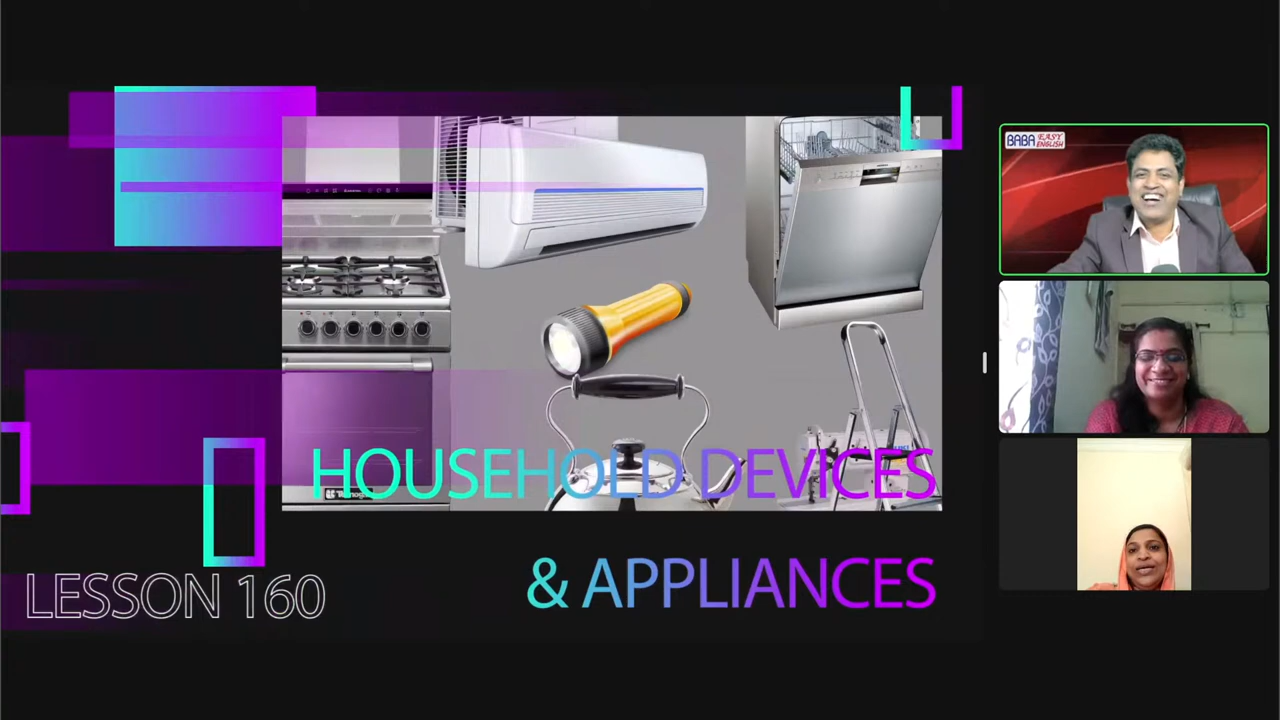 BABA EASY
ENGLISH
HOUSEHOLD DEVICES
& APPLIANCES
LESSON 160